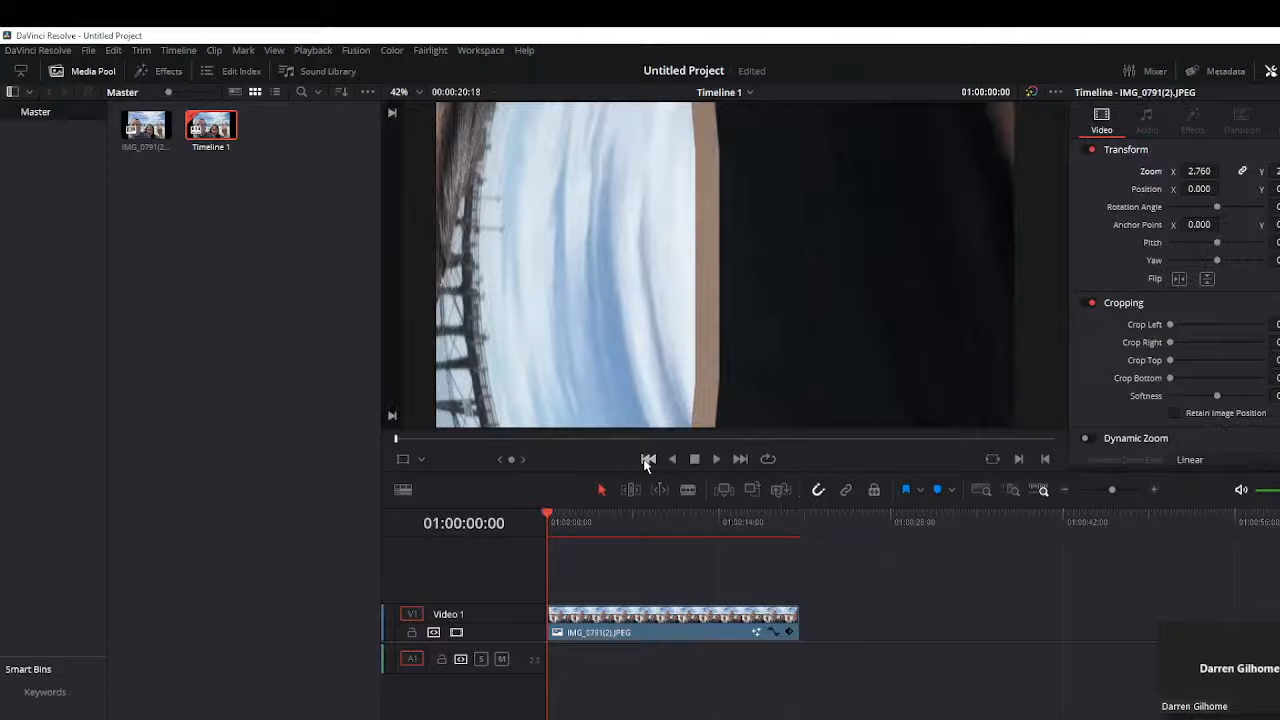 DaVinci Resolve - Untitled Project
DaVinci Resolve File Edit Trim Timeline Clip Mark View Playback Fusion Color Fairlight Workspace Help
Media Pool Effects Edit Index Sound Library Untitled Project Edited Mixer Metadata
Master 42% 00:00:20:18 Timeline 1 01:00:00:00 Timeline - IMG_0791(2).JPEG
Master
IMG_0791(2... Timeline 1
Video Audio Effects Transition
Transform
Zoom X 2.760 Y
Position X 0.000 Y
Rotation Angle
Anchor Point X 0.000 Y
Pitch
Yaw
Flip
Cropping
Crop Left
Crop Right
Crop Top
Crop Bottom
Softness
Retain Image Position
Dynamic Zoom
Dynamic Zoom Ease Linear
01:00:00:00 01:00:00:00 01:00:14:00 01:00:28:00 01:00:42:00 01:00:56:00
V1 Video 1
IMG_0791(2).JPEG
A1 S M 2.0
Smart Bins
Keywords
Darren Gilhome
Darren Gilhome